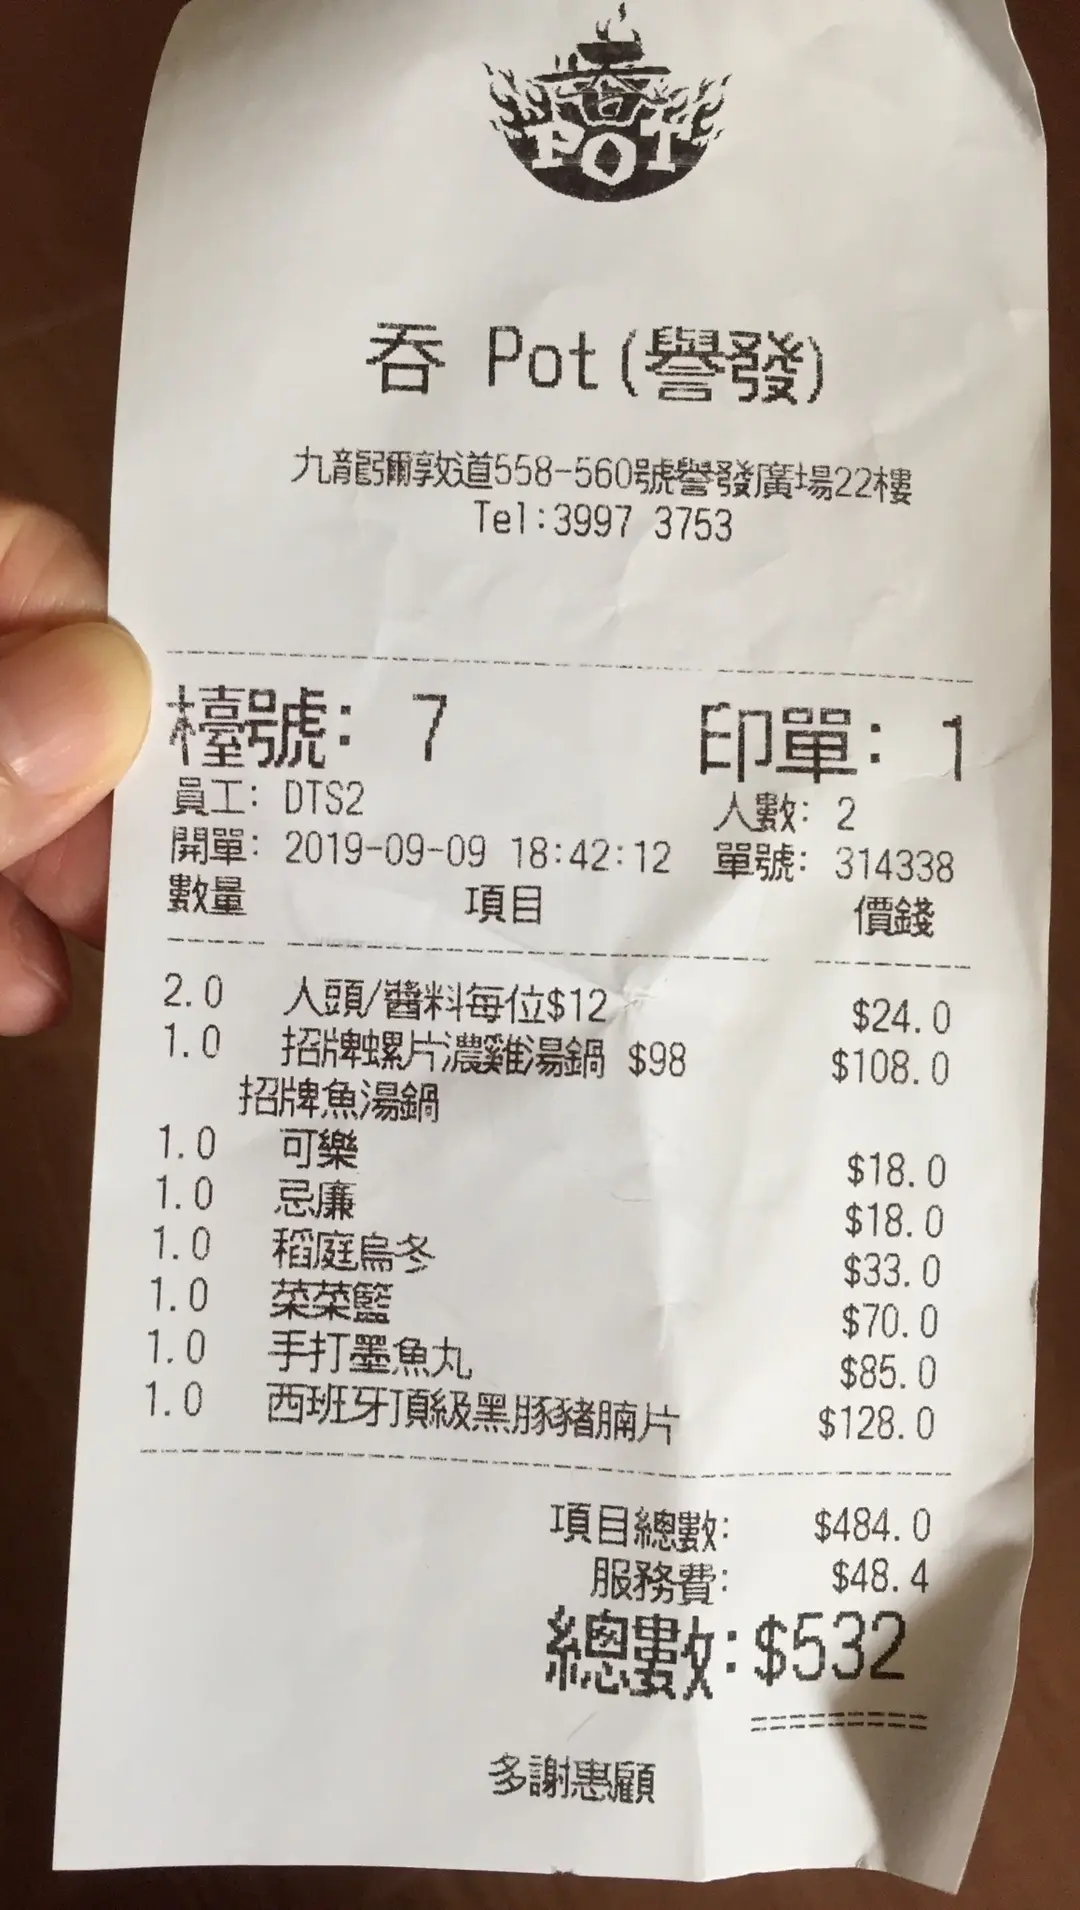 吞
POT
吞 Pot(譽發)
九龍彌敦道558-560號譽發廣場22樓
Tel:3997 3753
檯號: 7 印單: 1
員工: DTS2 人數: 2
開單: 2019-09-09 18:42:12 單號: 314338
數量 項目 價錢
2.0 人頭/醬料每位$12 $24.0
1.0 招牌螺片濃雞湯鍋 $98 $108.0
招牌魚湯鍋
1.0 可樂 $18.0
1.0 忌廉 $18.0
1.0 稻庭烏冬 $33.0
1.0 菜菜籃 $70.0
1.0 手打墨魚丸 $85.0
1.0 西班牙頂級黑豚豬腩片 $128.0
項目總數: $484.0
服務費: $48.4
總數:$532
多謝惠顧